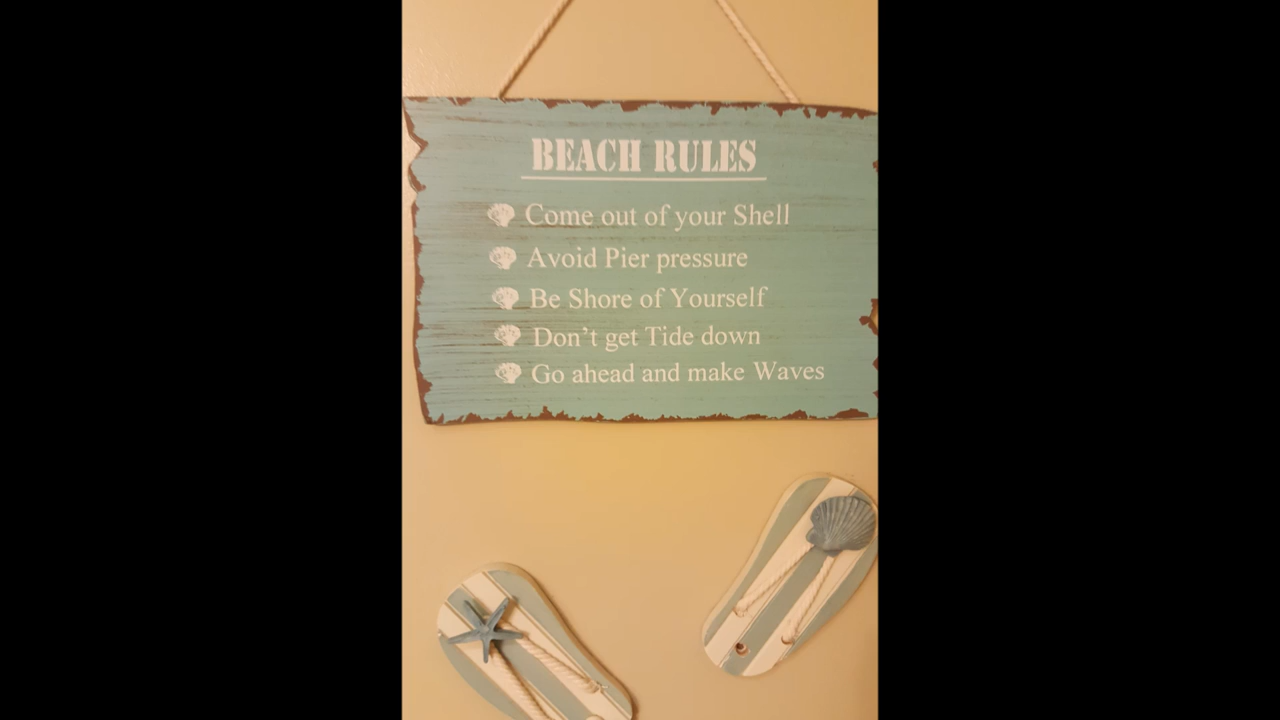 BEACH RULES
Come out of your Shell
Avoid Pier pressure
Be Shore of Yourself
Don't get Tide down
Go ahead and make Waves